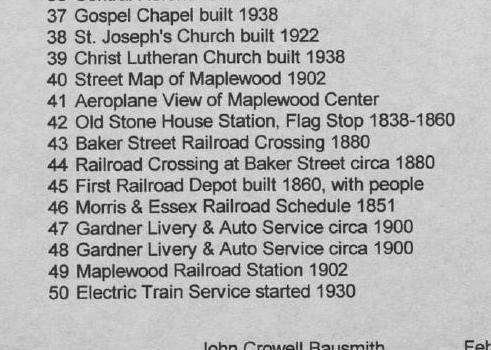 37 Gospel Chapel built 1938
38 St. Joseph's Church built 1922
39 Christ Lutheran Church built 1938
40 Street Map of Maplewood 1902
41 Aeroplane View of Maplewood Center
42 Old Stone House Station, Flag Stop 1838-1860
43 Baker Street Railroad Crossing 1880
44 Railroad Crossing at Baker Street circa 1880
45 First Railroad Depot built 1860, with people
46 Morris & Essex Railroad Schedule 1851
47 Gardner Livery & Auto Service circa 1900
48 Gardner Livery & Auto Service circa 1900
49 Maplewood Railroad Station 1902
50 Electric Train Service started 1930
John Crowell Bausmith Feb